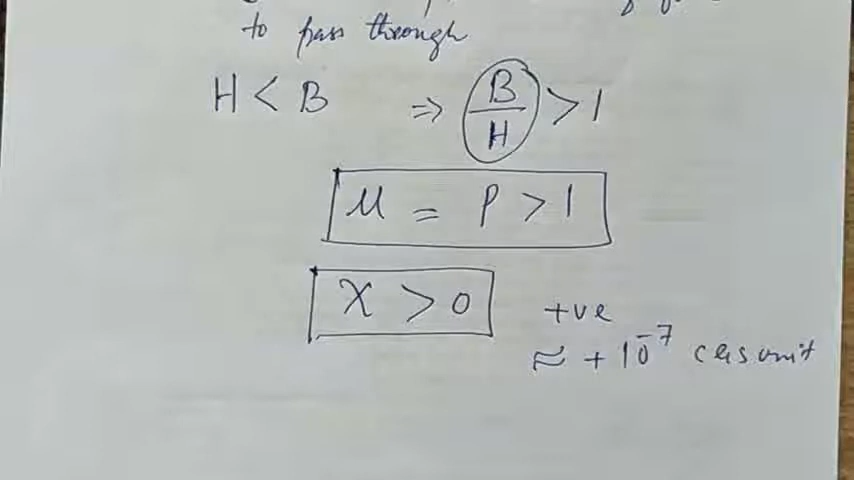 to pass through
H < B ⇒ B/H > 1
μ = P > 1
χ > 0 +ve
≈ + 10⁻⁷ cgs unit